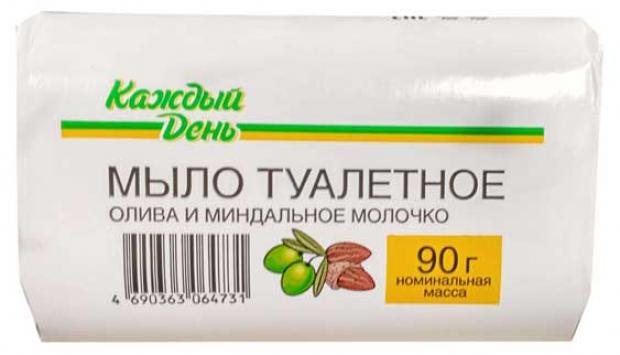 Каждый
День
МЫЛО ТУАЛЕТНОЕ
ОЛИВА И МИНДАЛЬНОЕ МОЛОЧКО
90 г
номинальная
масса
4 690363 064731